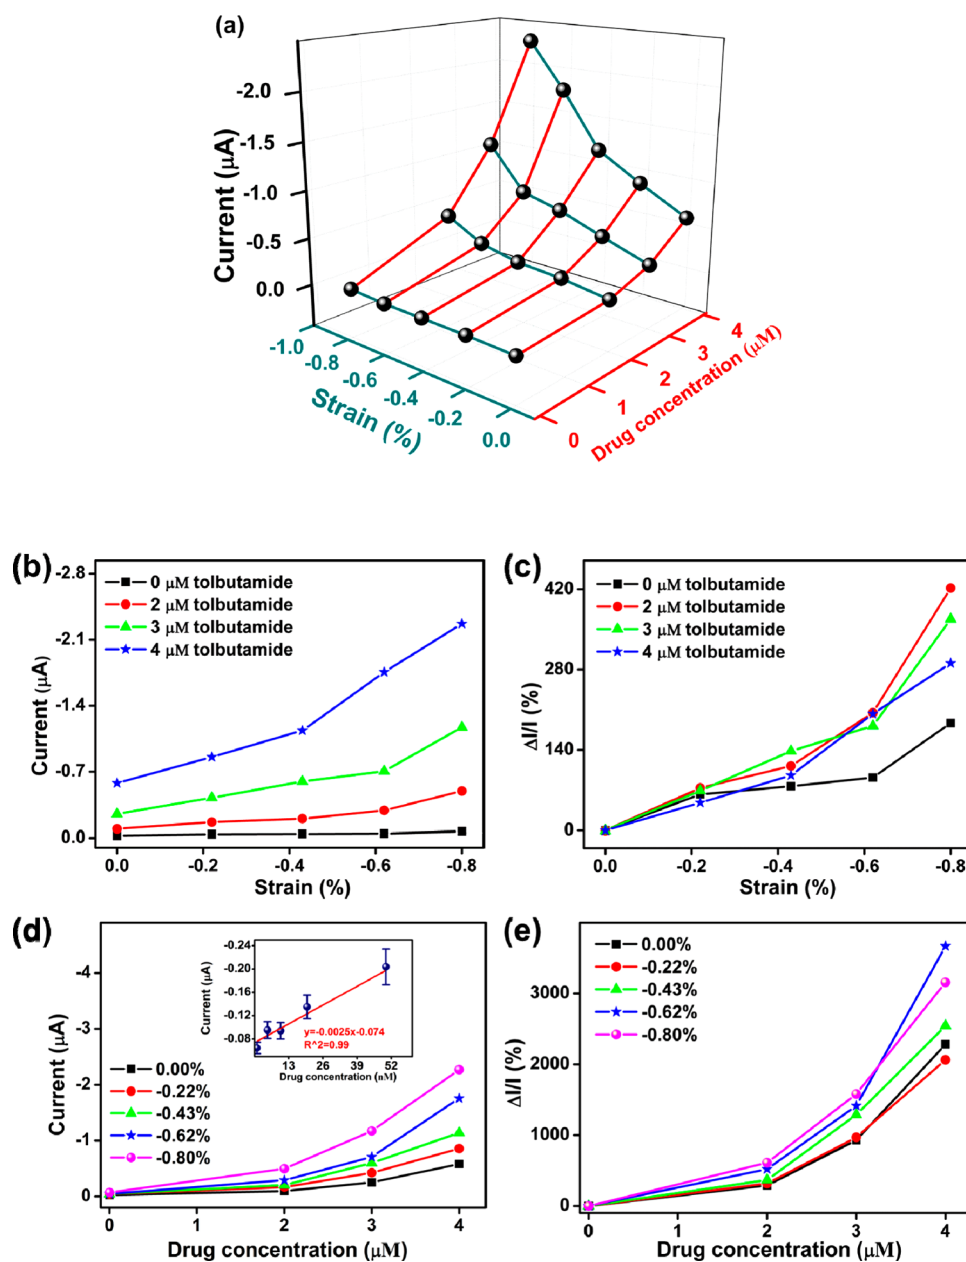 (a)
Current (μA)
-2.0
-1.5
-1.0
-0.5
0.0
-1.0
-0.8
-0.6
-0.4
-0.2
0.0
Strain (%)
0
1
2
3
4
Drug concentration (μM)
(b)
-2.8
-2.1
-1.4
-0.7
0.0
Current (μA)
0 μM tolbutamide
2 μM tolbutamide
3 μM tolbutamide
4 μM tolbutamide
0.0 -0.2 -0.4 -0.6 -0.8
Strain (%)
(c)
420
280
140
0
ΔI/I (%)
0 μM tolbutamide
2 μM tolbutamide
3 μM tolbutamide
4 μM tolbutamide
0.0 -0.2 -0.4 -0.6 -0.8
Strain (%)
(d)
-4
-3
-2
-1
0
Current (μA)
0.00%
-0.22%
-0.43%
-0.62%
-0.80%
-0.24
-0.20
-0.16
-0.12
-0.08
Current (μA)
y=-0.0025x-0.074
R^2=0.99
13 26 39 52
Drug concentration (nM)
0 1 2 3 4
Drug concentration (μM)
(e)
3000
2000
1000
0
ΔI/I (%)
0.00%
-0.22%
-0.43%
-0.62%
-0.80%
0 1 2 3 4
Drug concentration (μM)